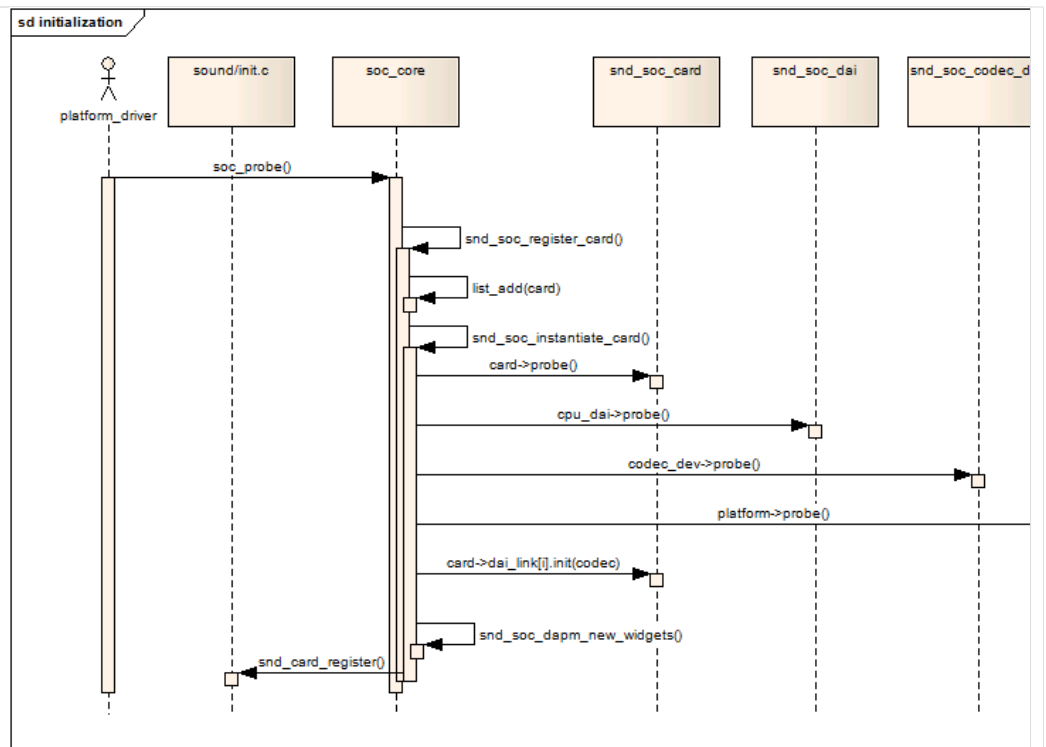 sd initialization
platform_driver
sound/init.c
soc_core
snd_soc_card
snd_soc_dai
snd_soc_codec_d
soc_probe()
snd_soc_register_card()
list_add(card)
snd_soc_instantiate_card()
card->probe()
cpu_dai->probe()
codec_dev->probe()
platform->probe()
card->dai_link[i].init(codec)
snd_soc_dapm_new_widgets()
snd_card_register()